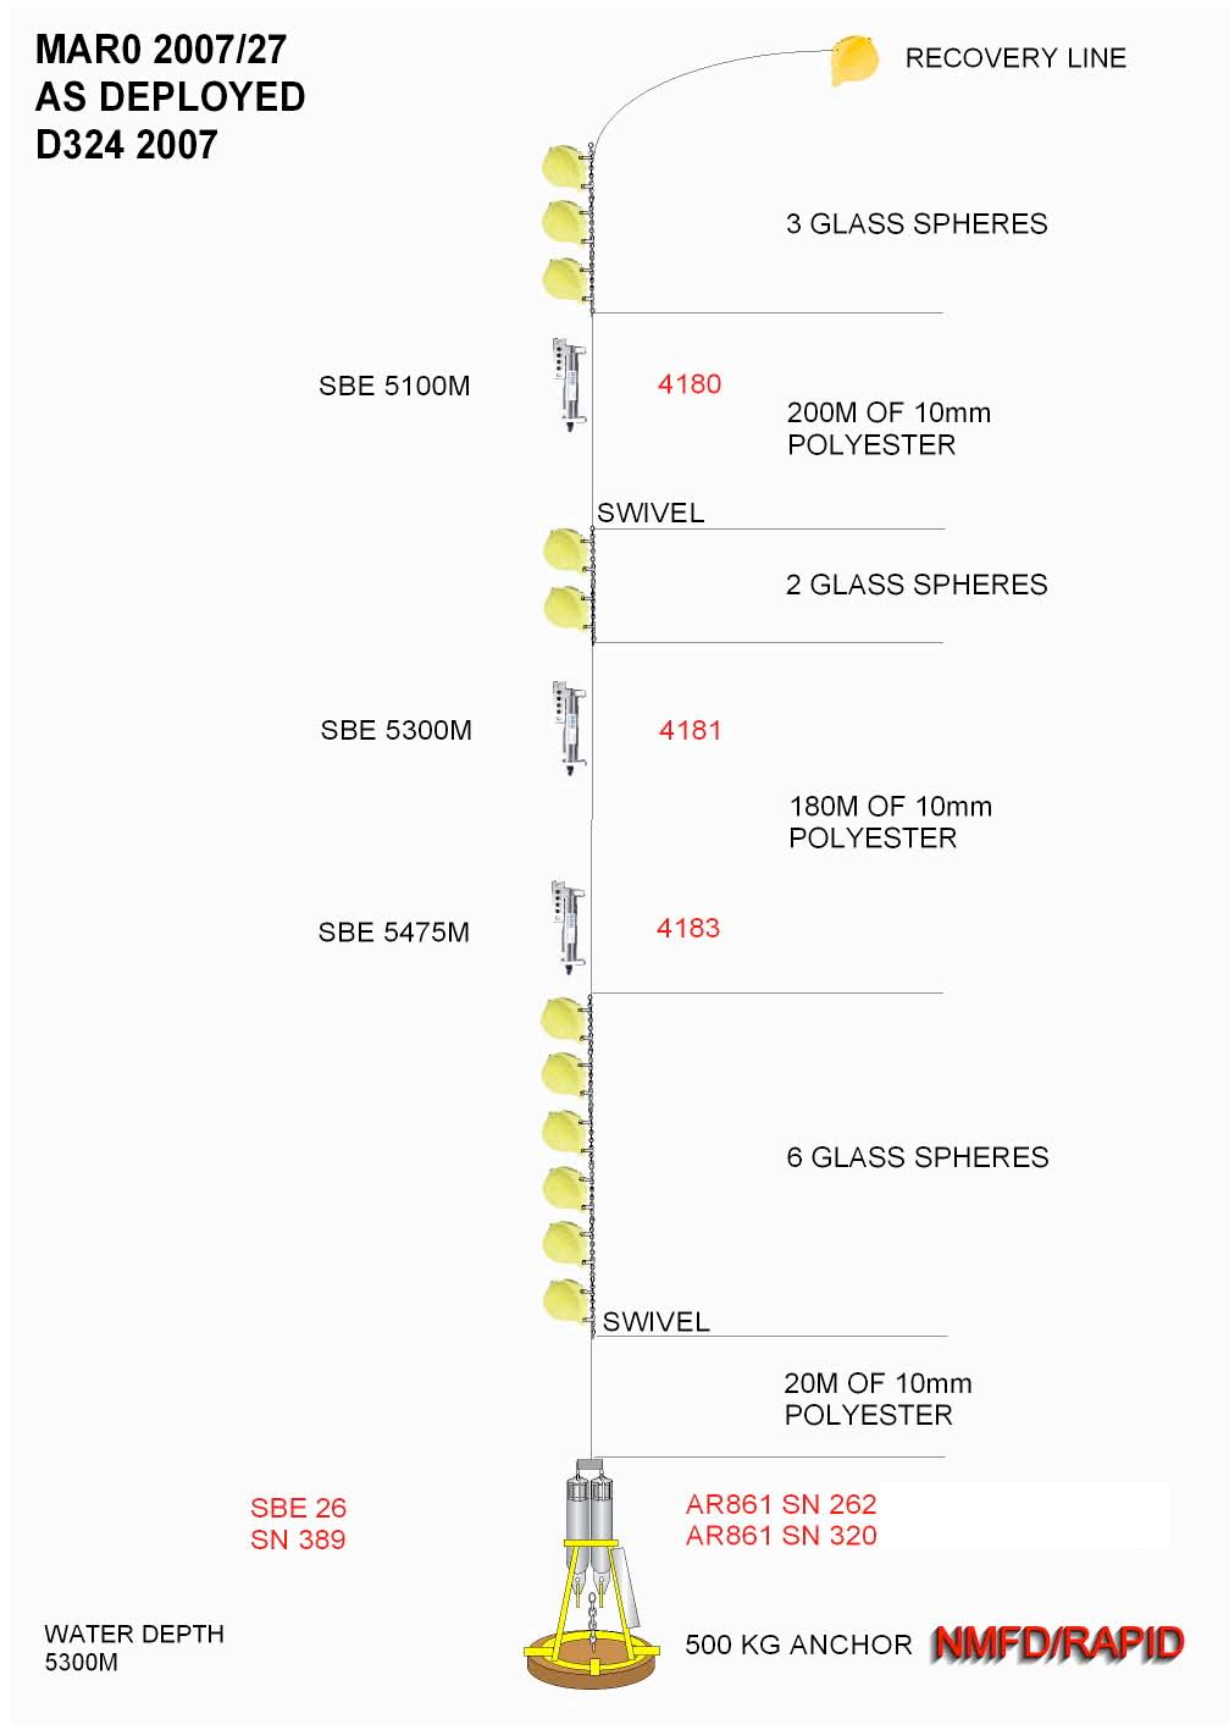 MAR0 2007/27
AS DEPLOYED
D324 2007
RECOVERY LINE
3 GLASS SPHERES
SBE 5100M
4180
200M OF 10mm
POLYESTER
SWIVEL
2 GLASS SPHERES
SBE 5300M
4181
180M OF 10mm
POLYESTER
SBE 5475M
4183
6 GLASS SPHERES
SWIVEL
20M OF 10mm
POLYESTER
SBE 26
SN 389
AR861 SN 262
AR861 SN 320
WATER DEPTH
5300M
500 KG ANCHOR
NMFD/RAPID